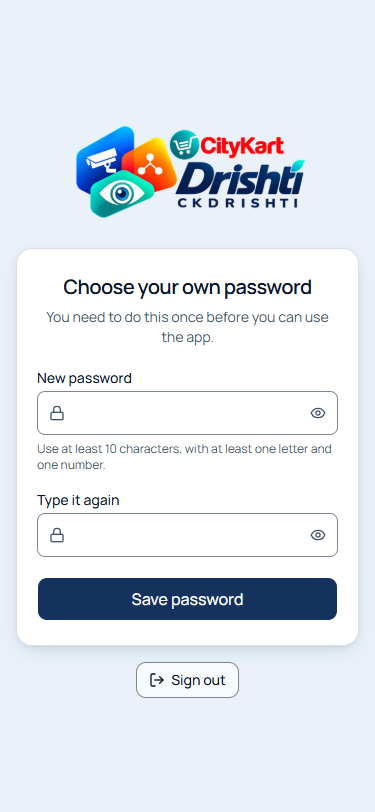 CityKart
Drishti
CKDRISHTI
Choose your own password
You need to do this once before you can use
the app.
New password
Use at least 10 characters, with at least one letter and
one number.
Type it again
Save password
Sign out